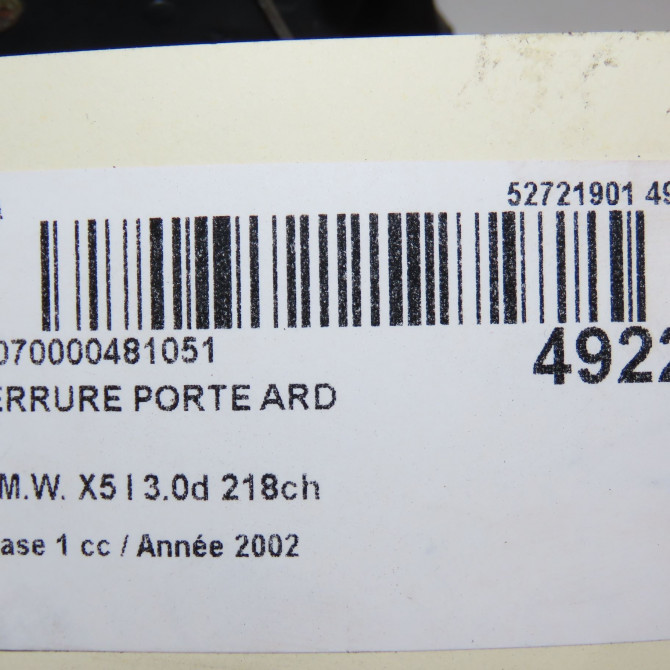 52721901 49
070000481051
4922
ERRURE PORTE ARD
M.W. X5 I 3.0d 218ch
ase 1 cc / Année 2002